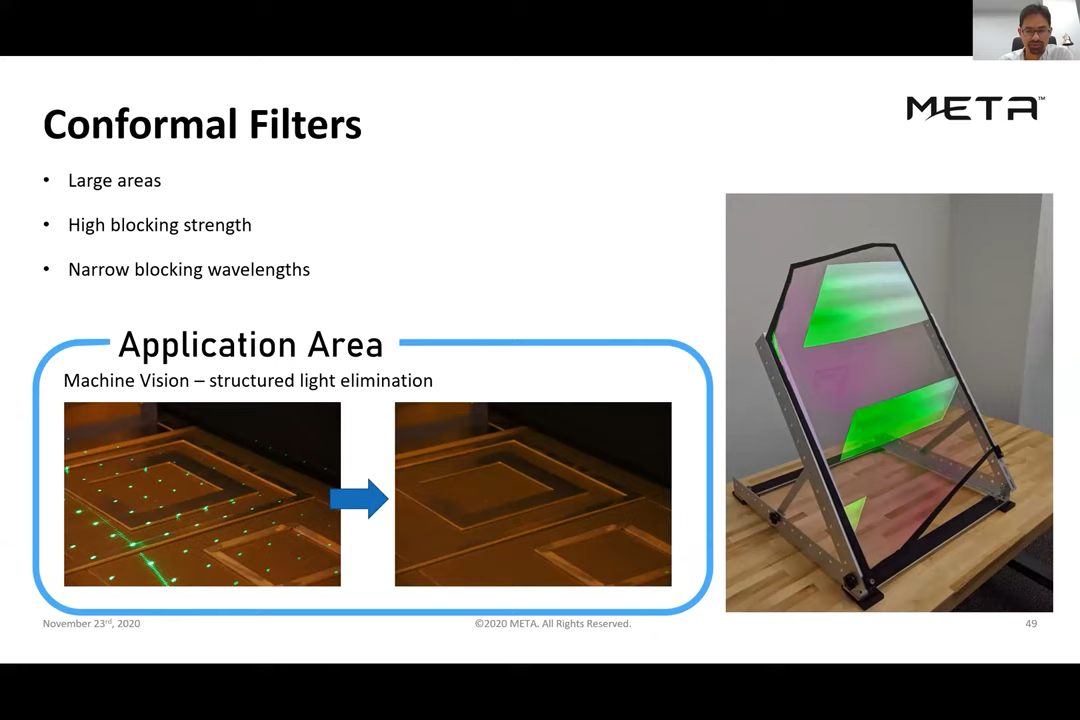 META™
Conformal Filters
• Large areas
• High blocking strength
• Narrow blocking wavelengths
Application Area
Machine Vision – structured light elimination
November 23rd, 2020
©2020 META. All Rights Reserved.
49